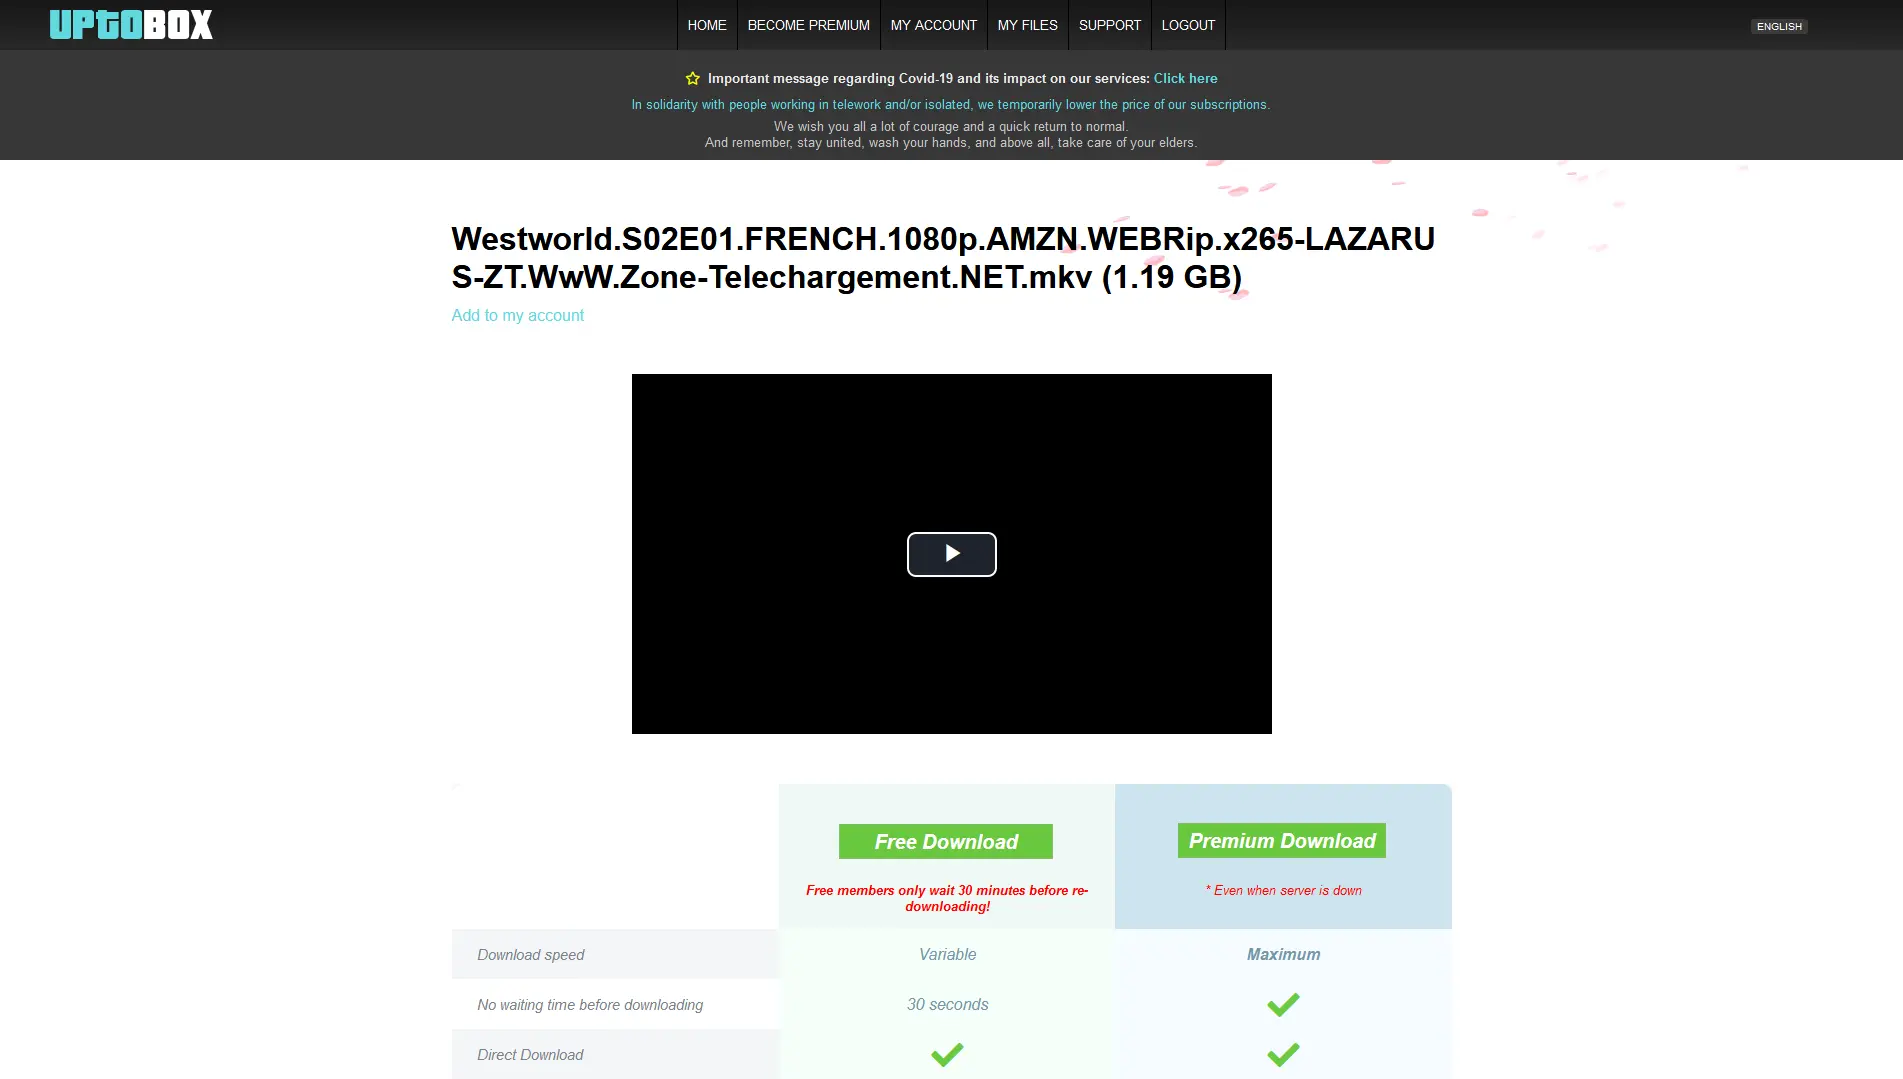 UPtoBOX
HOME
BECOME PREMIUM
MY ACCOUNT
MY FILES
SUPPORT
LOGOUT
ENGLISH
Important message regarding Covid-19 and its impact on our services: Click here
In solidarity with people working in telework and/or isolated, we temporarily lower the price of our subscriptions.
We wish you all a lot of courage and a quick return to normal.
And remember, stay united, wash your hands, and above all, take care of your elders.
Westworld.S02E01.FRENCH.1080p.AMZN.WEBRip.x265-LAZARU
S-ZT.WwW.Zone-Telechargement.NET.mkv (1.19 GB)
Add to my account
Free Download
Premium Download
Free members only wait 30 minutes before re-
downloading!
* Even when server is down
Download speed
Variable
Maximum
No waiting time before downloading
30 seconds
Direct Download